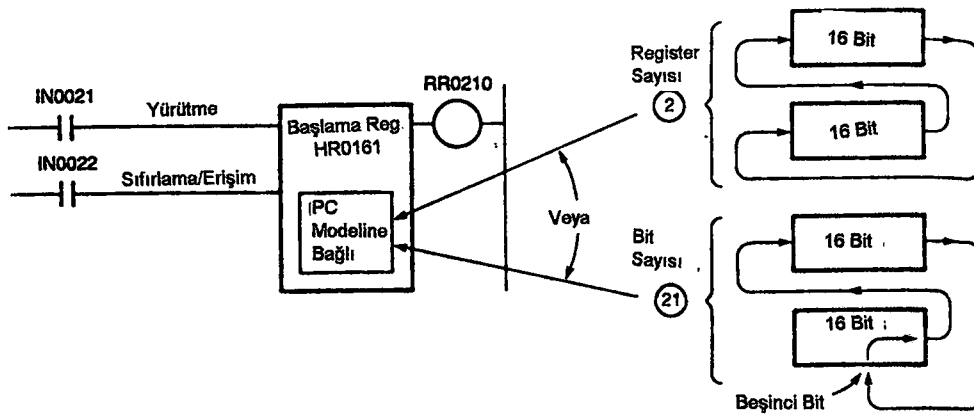 IN0021
Yürütme
IN0022
Sıfırlama/Erişim
Başlama Reg.
HR0161
PC
Modeline
Bağlı
RR0210
Veya
Register
Sayısı
2
16 Bit
16 Bit
Bit
Sayısı
21
16 Bit
16 Bit
Beşinci Bit